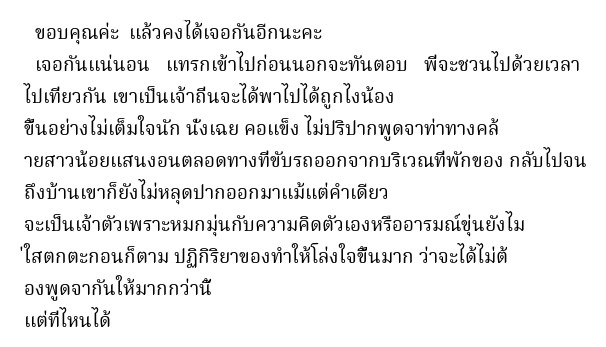 ขอบคุณค่ะ แล้วคงได้เจอกันอีกนะคะ
เจอกันแน่นอน แทรกเข้าไปก่อนนอกจะทันตอบ พี่จะชวนไปด้วยเวลา
ไปเที่ยวกัน เขาเป็นเจ้าถิ่นจะได้พาไปได้ถูกไงน้อง
ขึ้นอย่างไม่เต็มใจนัก นั่งเฉย คอแข็ง ไม่ปริปากพูดจาท่าทางคล้
ายสาวน้อยแสนงอนตลอดทางที่ขับรถออกจากบริเวณที่พักของ กลับไปจน
ถึงบ้านเขาก็ยังไม่หลุดปากออกมาแม้แต่คำเดียว
จะเป็นเจ้าตัวเพราะหมกมุ่นกับความคิดตัวเองหรืออารมณ์ขุ่นยังไม
่ใสตกตะกอนก็ตาม ปฏิกิริยาของทำให้โล่งใจขึ้นมาก ว่าจะได้ไม่ต้
องพูดจากันให้มากกว่านี้
แต่ที่ไหนได้